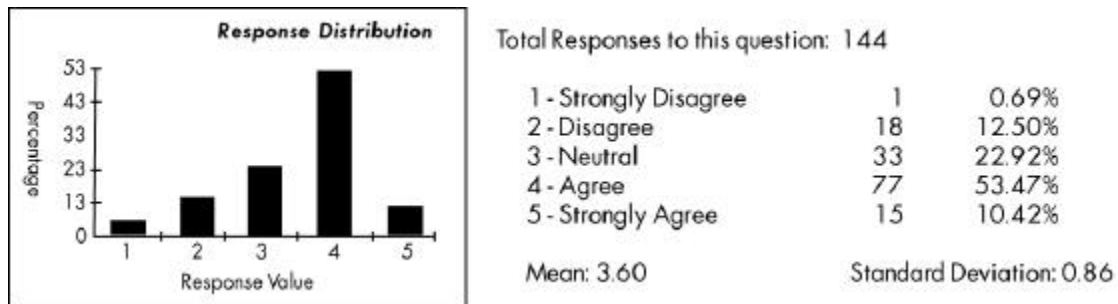 Response Distribution
Percentage
53
43
33
23
13
0
1 2 3 4 5
Response Value
Total Responses to this question: 144
1 - Strongly Disagree 1 0.69%
2 - Disagree 18 12.50%
3 - Neutral 33 22.92%
4 - Agree 77 53.47%
5 - Strongly Agree 15 10.42%
Mean: 3.60 Standard Deviation: 0.86